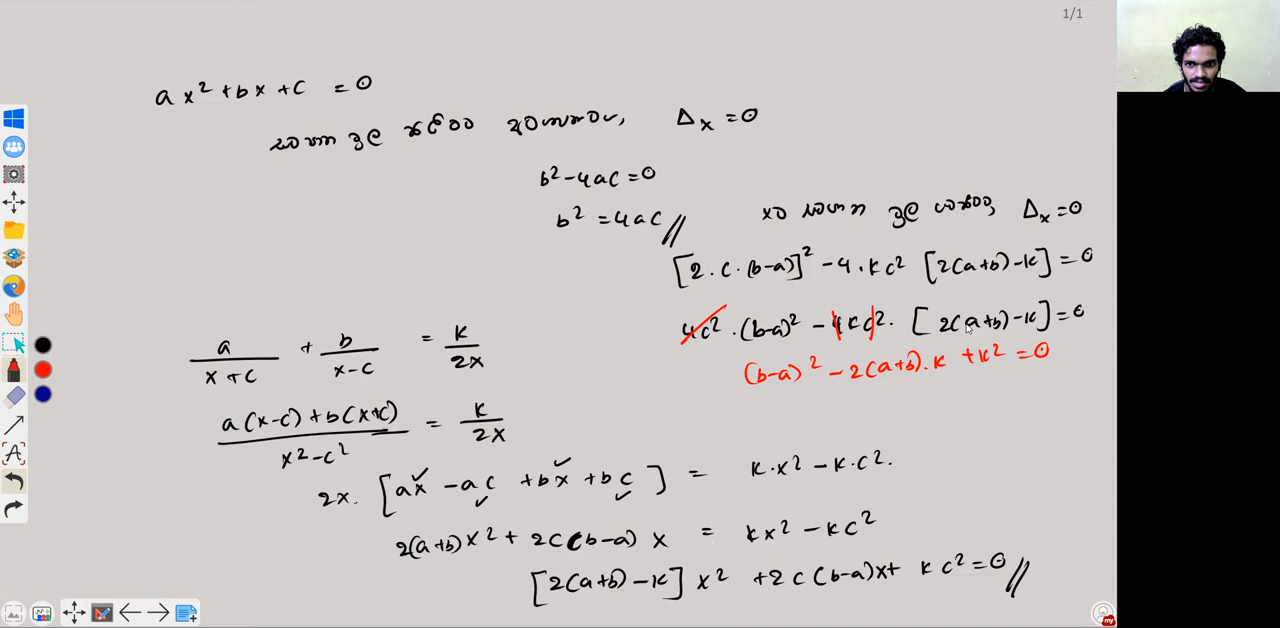 1/1
ax² + bx + c = 0
Δₓ = 0
b² - 4ac = 0
b² = 4ac //
Δₓ = 0
[2 . c . (b-a)]² - 4 . kc² [2(a+b) - k] = 0
4c² . (b-a)² - 4kc² . [2(a+b) - k] = 0
(b-a)² - 2(a+b) . k + k² = 0
a/(x+c) + b/(x-c) = k/2x
(a(x-c) + b(x+c))/(x² - c²) = k/2x
2x . [ax - ac + bx + bc] = k . x² - k . c² .
2(a+b)x² + 2c(b-a) x = kx² - kc²
[2(a+b) - k] x² + 2c(b-a)x + kc² = 0 //